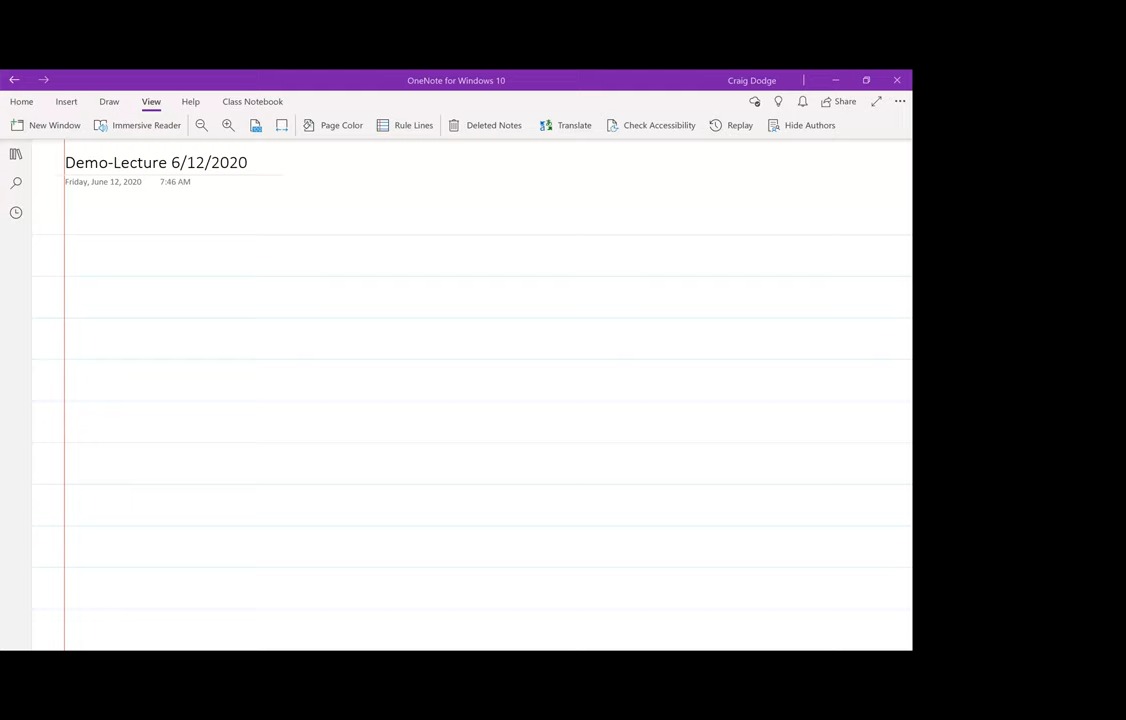 OneNote for Windows 10
Craig Dodge
Home Insert Draw View Help Class Notebook
Share
New Window Immersive Reader Page Color Rule Lines Deleted Notes Translate Check Accessibility Replay Hide Authors
Demo-Lecture 6/12/2020
Friday, June 12, 2020 7:46 AM